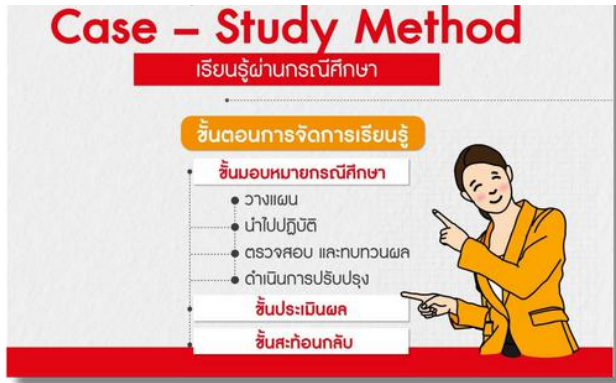 Case – Study Method
เรียนรู้ผ่านกรณีศึกษา
ขั้นตอนการจัดการเรียนรู้
ขั้นมอบหมายกรณีศึกษา
วางแผน
นำไปปฏิบัติ
ตรวจสอบ และทบทวนผล
ดำเนินการปรับปรุง
ขั้นประเมินผล
ขั้นสะท้อนกลับ